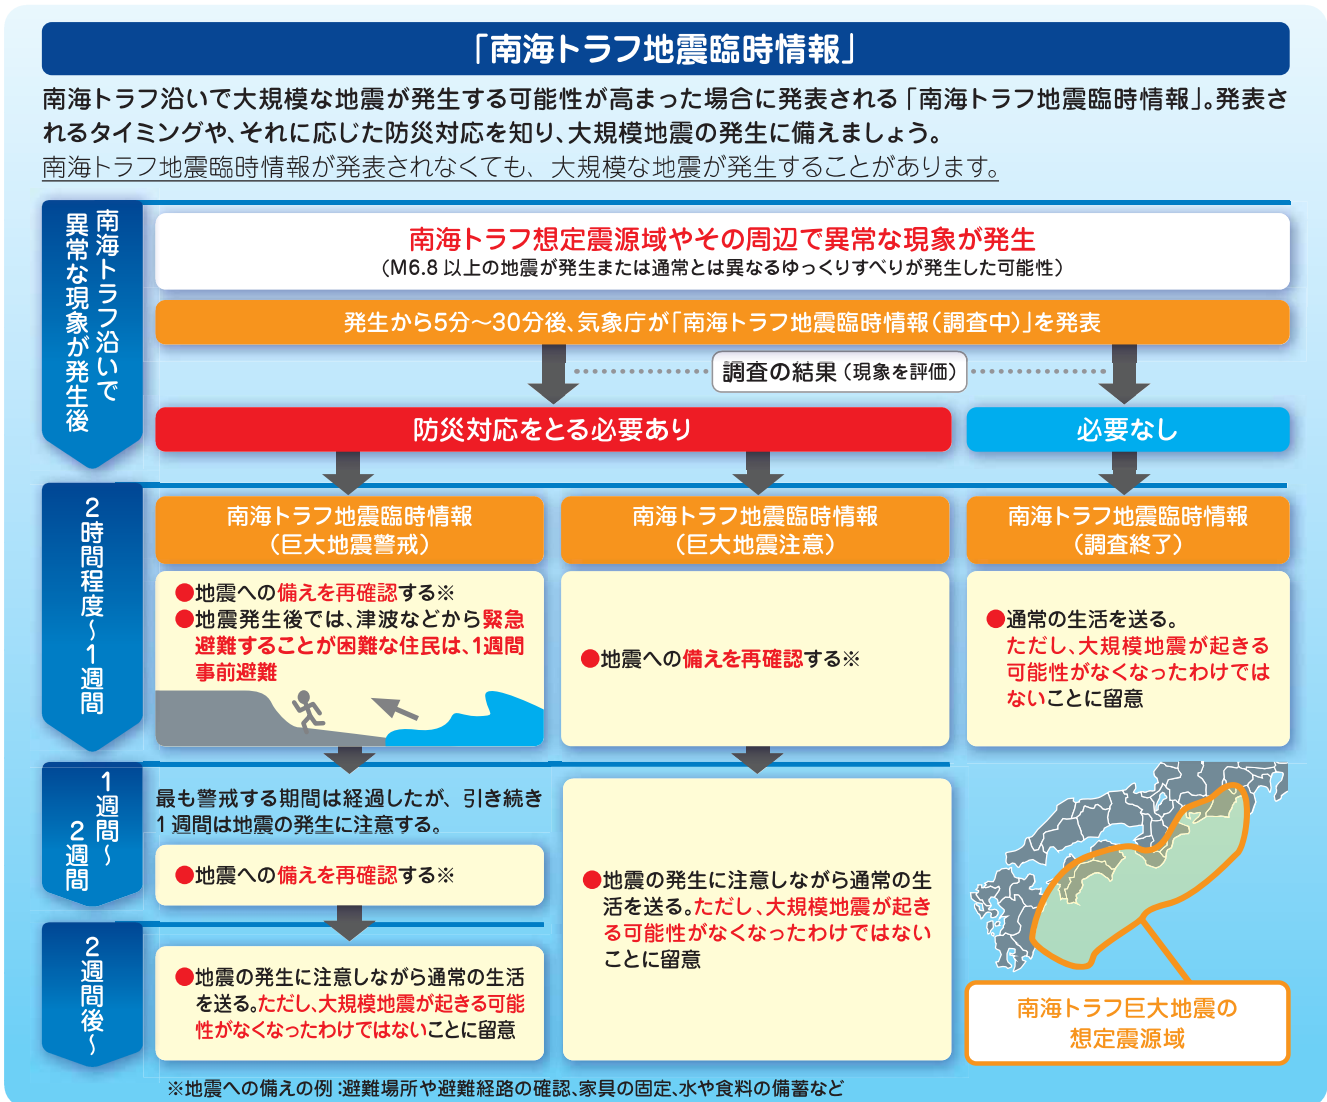 「南海トラフ地震臨時情報」
南海トラフ沿いで大規模な地震が発生する可能性が高まった場合に発表される「南海トラフ地震臨時情報」。発表さ
れるタイミングや、それに応じた防災対応を知り、大規模地震の発生に備えましょう。
南海トラフ地震臨時情報が発表されなくても、大規模な地震が発生することがあります。
南海トラフ沿いで
異常な現象が発生後
南海トラフ想定震源域やその周辺で異常な現象が発生
（M6.8 以上の地震が発生または通常とは異なるゆっくりすべりが発生した可能性）
発生から5分～30分後、気象庁が「南海トラフ地震臨時情報（調査中）」を発表
調査の結果（現象を評価）
防災対応をとる必要あり
必要なし
2時間程度～1週間
南海トラフ地震臨時情報
（巨大地震警戒）
●地震への備えを再確認する※
●地震発生後では、津波などから緊急
避難することが困難な住民は、1週間
事前避難
南海トラフ地震臨時情報
（巨大地震注意）
●地震への備えを再確認する※
南海トラフ地震臨時情報
（調査終了）
●通常の生活を送る。
ただし、大規模地震が起きる
可能性がなくなったわけでは
ないことに留意
1週間～
2週間
最も警戒する期間は経過したが、引き続き
1週間は地震の発生に注意する。
●地震への備えを再確認する※
2週間後～
●地震の発生に注意しながら通常の生活
を送る。ただし、大規模地震が起きる可能
性がなくなったわけではないことに留意
●地震の発生に注意しながら通常の生
活を送る。ただし、大規模地震が起き
る可能性がなくなったわけではない
ことに留意
南海トラフ巨大地震の
想定震源域
※地震への備えの例：避難場所や避難経路の確認、家具の固定、水や食料の備蓄など